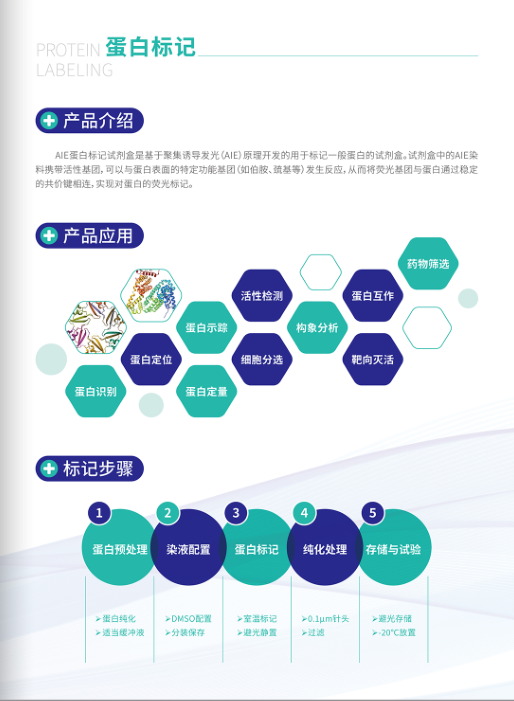 PROTEIN 蛋白标记
LABELING
产品介绍
AIE蛋白标记试剂盒是基于聚集诱导发光（AIE）原理开发的用于标记一般蛋白的试剂盒。试剂盒中的AIE染
料携带活性基团，可以与蛋白表面的特定功能基团（如伯胺、巯基等）发生反应，从而将荧光基团与蛋白通过稳定
的共价键相连，实现对蛋白的荧光标记。
产品应用
药物筛选
活性检测
蛋白互作
蛋白示踪
构象分析
蛋白定位
细胞分选
靶向灭活
蛋白识别
蛋白定量
标记步骤
1 2 3 4 5
蛋白预处理 染液配置 蛋白标记 纯化处理 存储与试验
➢蛋白纯化 ➢DMSO配置 ➢室温标记 ➢0.1μm针头 ➢避光存储
➢适当缓冲液 ➢分装保存 ➢避光静置 ➢过滤 ➢-20℃放置